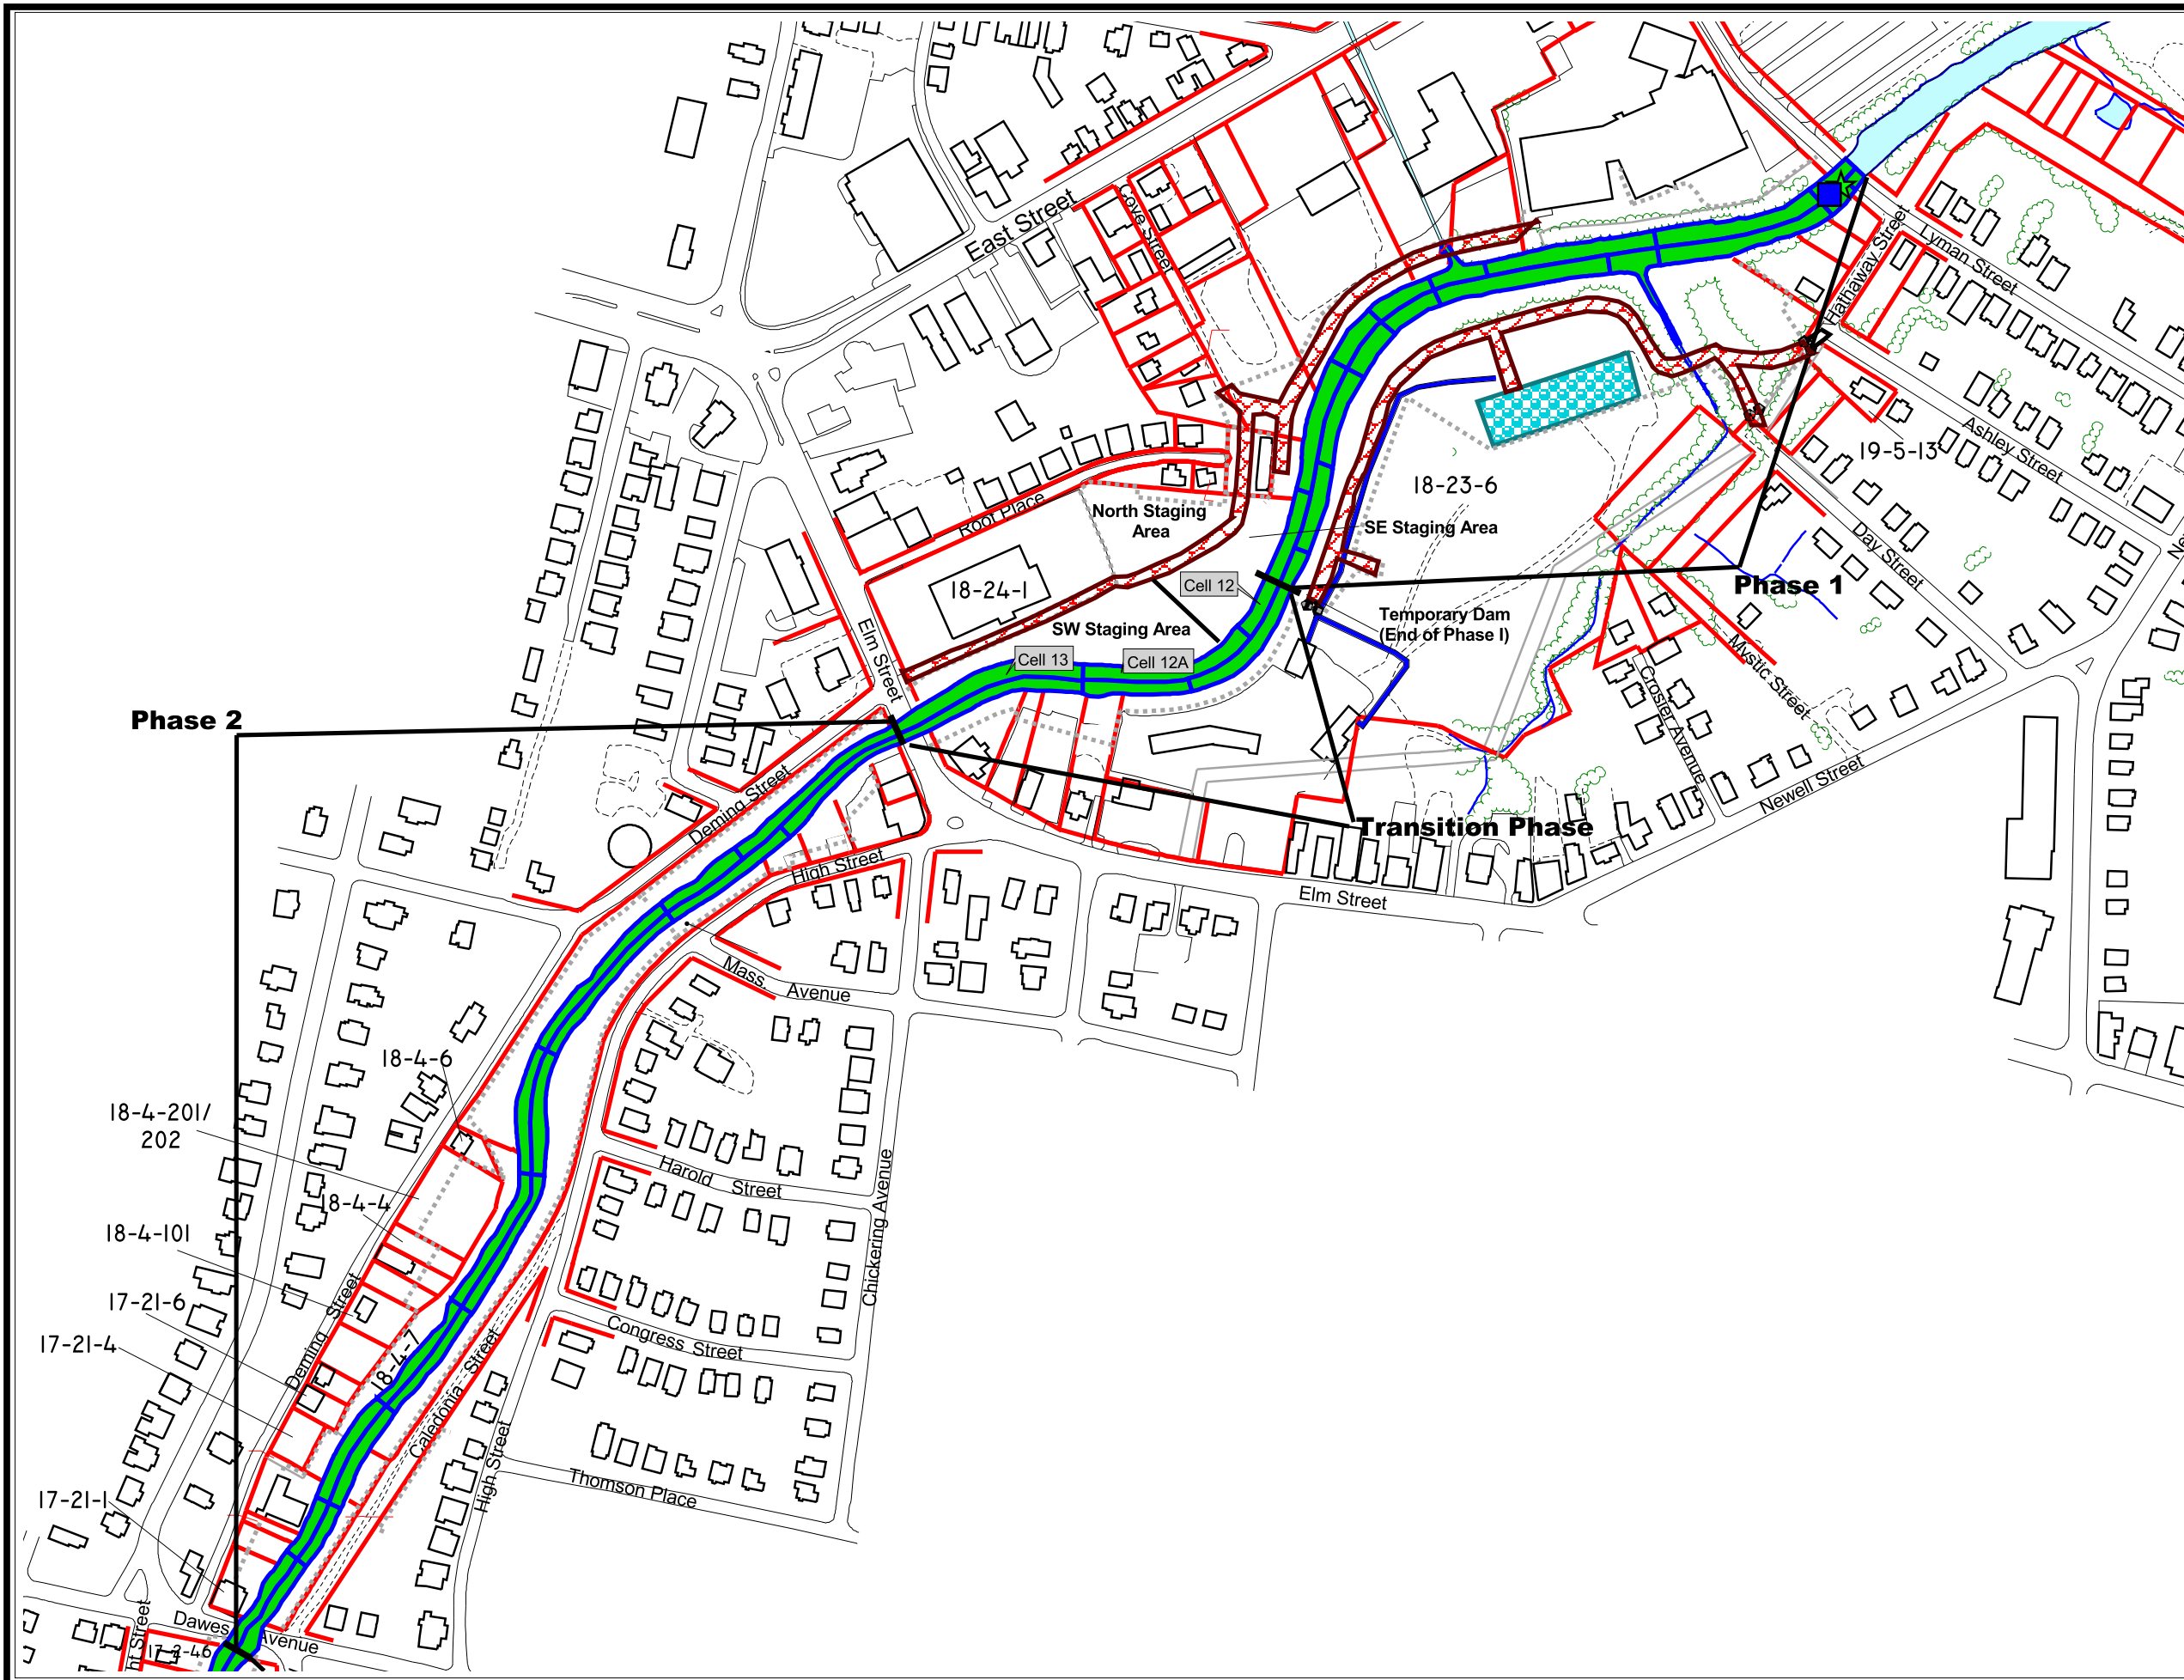 East Street
Cove Street
Hathaway Street
Lyman Street
19-5-13
Ashley Street
18-23-6
North Staging
Area
Root Place
SE Staging Area
Day Street
Cell 12
Phase 1
18-24-1
Temporary Dam
(End of Phase I)
SW Staging Area
Elm Street
Cell 13
Cell 12A
Mystic Street
Crosier Avenue
Phase 2
Newell Street
Deming Street
Transition Phase
High Street
Elm Street
Mass. Avenue
18-4-6
18-4-201/
202
Harold Street
18-4-4
Chickering Avenue
18-4-101
17-21-6
Deming Street
17-21-4
18-4-7
Congress Street
Caledonia Street
High Street
Thomson Place
17-21-1
Dawes Avenue
ht Street
17-2-46